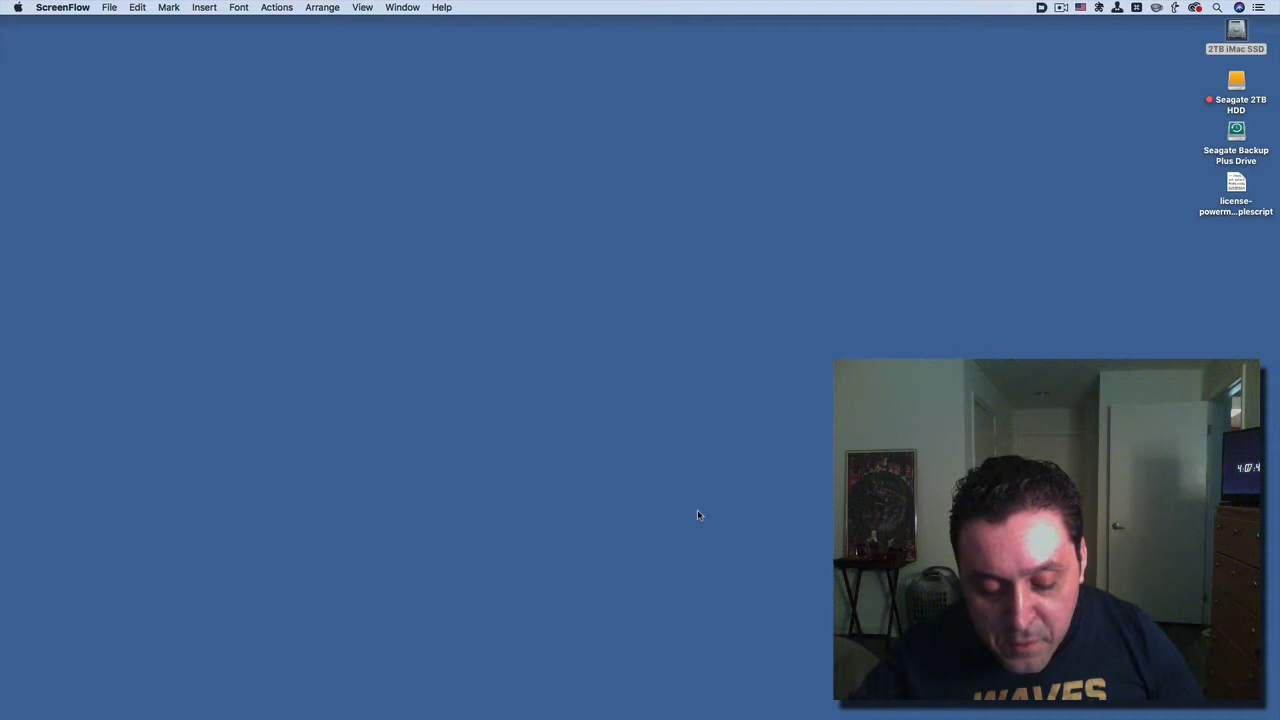 ScreenFlow File Edit Mark Insert Font Actions Arrange View Window Help
2TB iMac SSD
Seagate 2TB
HDD
Seagate Backup
Plus Drive
license-
powerm...plescript
WAVES